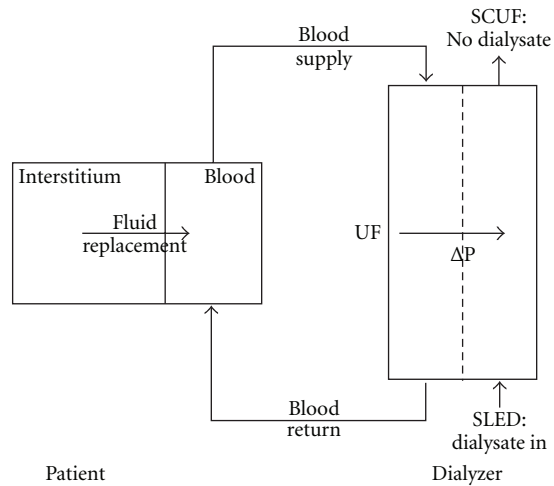 SCUF:
No dialysate
Blood
supply
Interstitium
Blood
Fluid
replacement
UF
ΔP
Blood
return
SLED:
dialysate in
Patient
Dialyzer